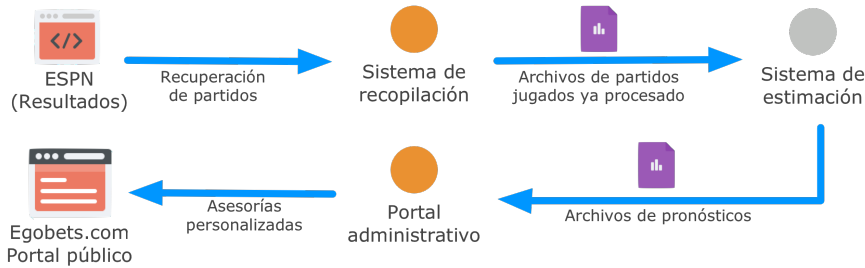 ESPN
(Resultados)
Recuperación
de partidos
Sistema de
recopilación
Archivos de partidos
jugados ya procesado
Sistema de
estimación
Egobets.com
Portal público
Asesorías
personalizadas
Portal
administrativo
Archivos de pronósticos